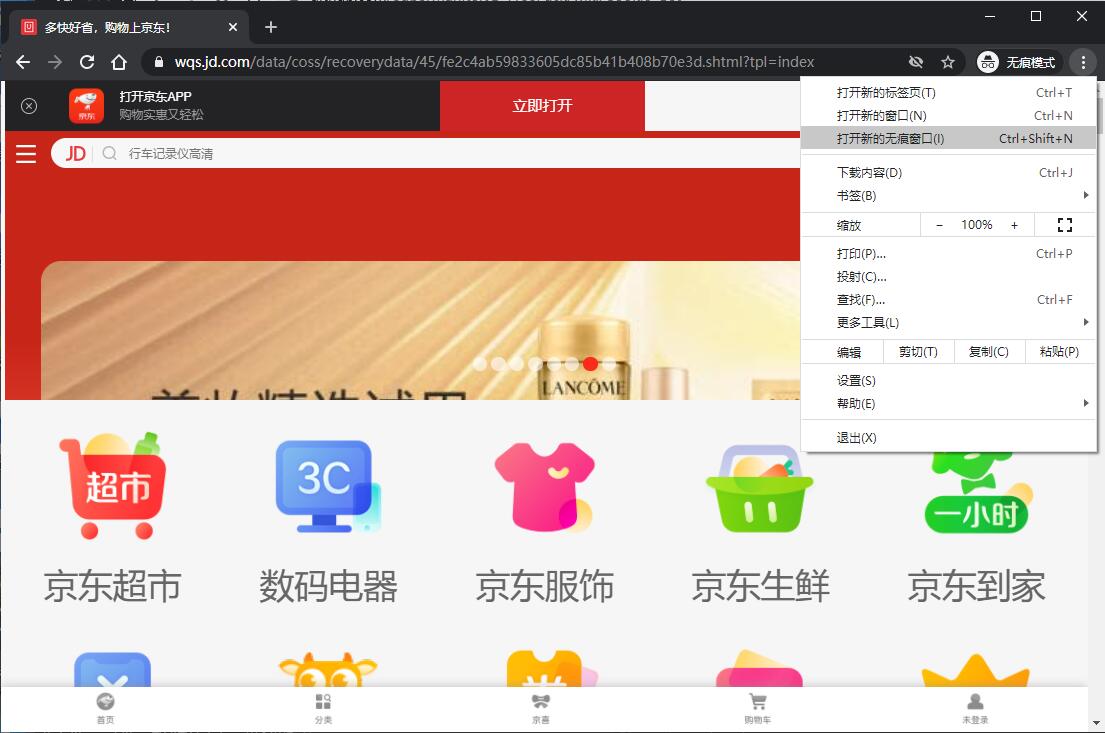 多快好省，购物上京东！
wqs.jd.com/data/coss/recoverydata/45/fe2c4ab59833605dc85b41b408b70e3d.shtml?tpl=index
无痕模式
京东
打开京东APP
购物实惠又轻松
立即打开
JD
行车记录仪高清
打开新的标签页(T) Ctrl+T
打开新的窗口(N) Ctrl+N
打开新的无痕窗口(I) Ctrl+Shift+N
下载内容(D) Ctrl+J
书签(B)
缩放 - 100% +
打印(P)... Ctrl+P
投射(C)...
查找(F)... Ctrl+F
更多工具(L)
编辑 剪切(T) 复制(C) 粘贴(P)
设置(S)
帮助(E)
退出(X)
LANCÔME
超市
3C
一小时
京东超市 数码电器 京东服饰 京东生鲜 京东到家
首页 分类 京喜 购物车 未登录